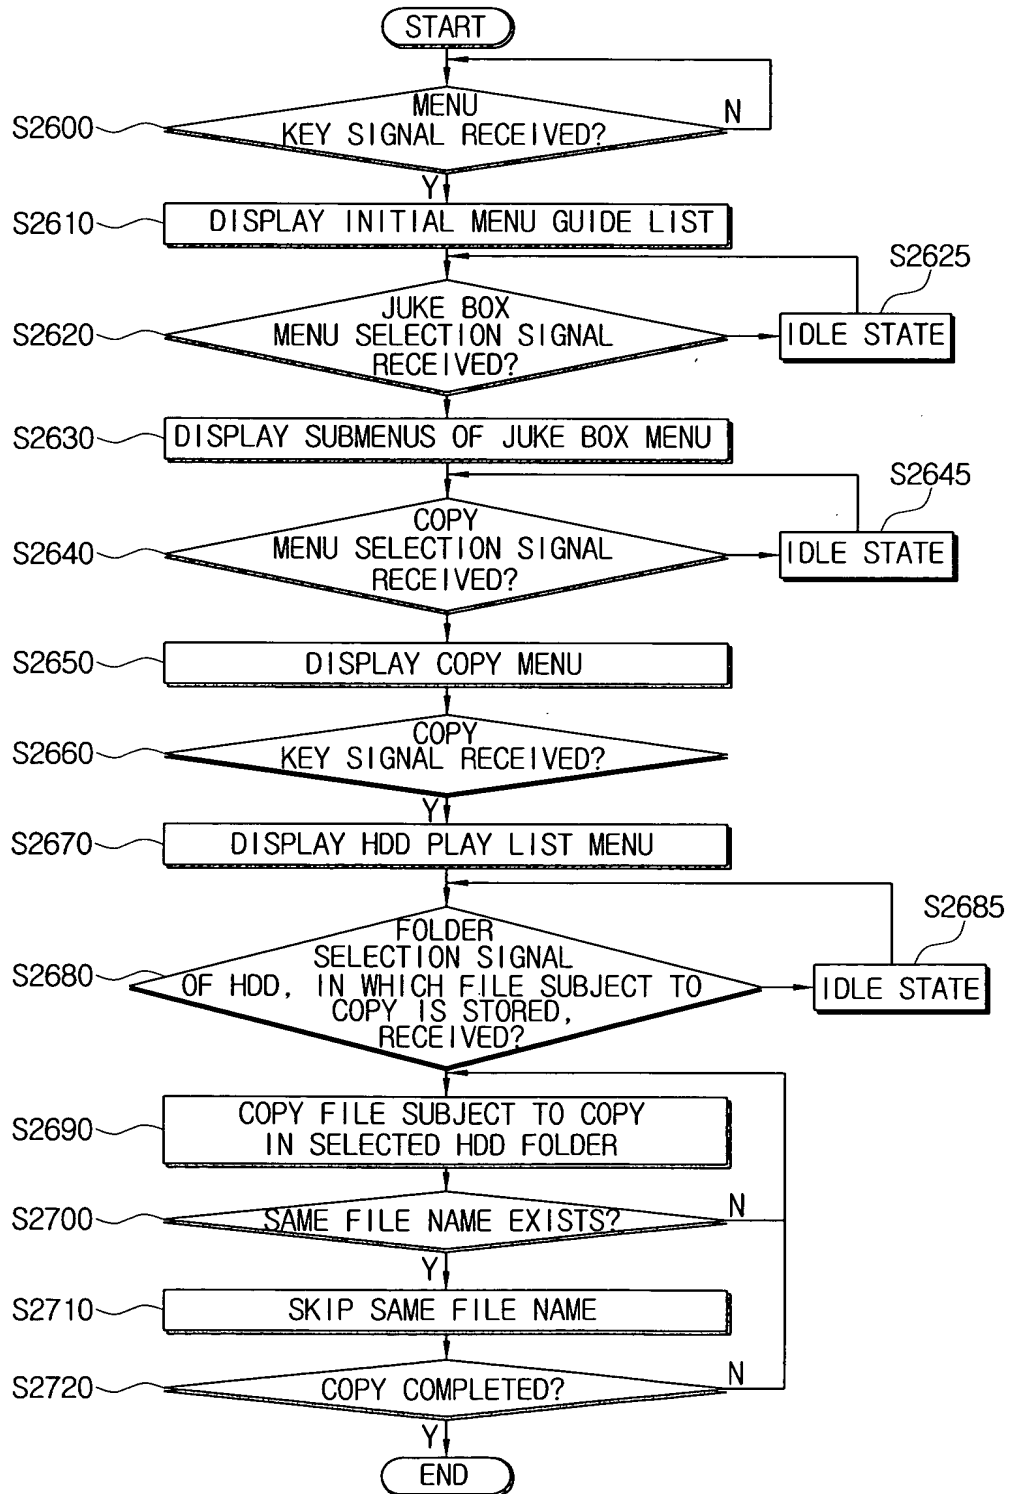 START
MENU
KEY SIGNAL RECEIVED?
N
S2600
Y
S2610
DISPLAY INITIAL MENU GUIDE LIST
S2625
JUKE BOX
MENU SELECTION SIGNAL
RECEIVED?
S2620
IDLE STATE
S2630
DISPLAY SUBMENUS OF JUKE BOX MENU
S2645
COPY
MENU SELECTION SIGNAL
RECEIVED?
S2640
IDLE STATE
S2650
DISPLAY COPY MENU
COPY
KEY SIGNAL RECEIVED?
S2660
Y
S2670
DISPLAY HDD PLAY LIST MENU
S2685
FOLDER
SELECTION SIGNAL
OF HDD, IN WHICH FILE SUBJECT TO
COPY IS STORED,
RECEIVED?
S2680
IDLE STATE
S2690
COPY FILE SUBJECT TO COPY
IN SELECTED HDD FOLDER
S2700
SAME FILE NAME EXISTS?
N
Y
S2710
SKIP SAME FILE NAME
S2720
COPY COMPLETED?
N
Y
END